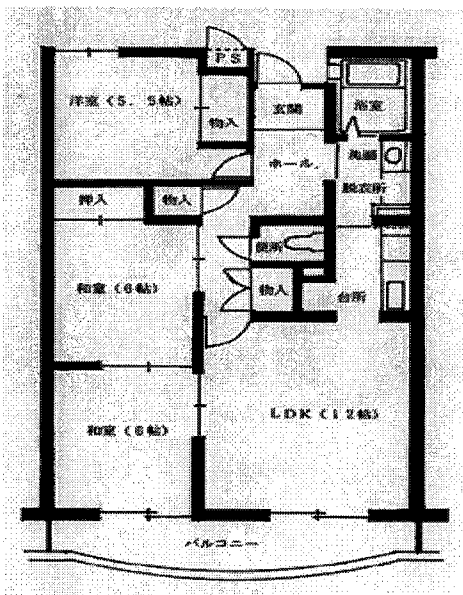 PS
洋室（5.5帖）
物入
玄関
浴室
ホール
洗面
脱衣所
押入
物入
便所
和室（6帖）
物入
台所
LDK（12帖）
和室（6帖）
バルコニー